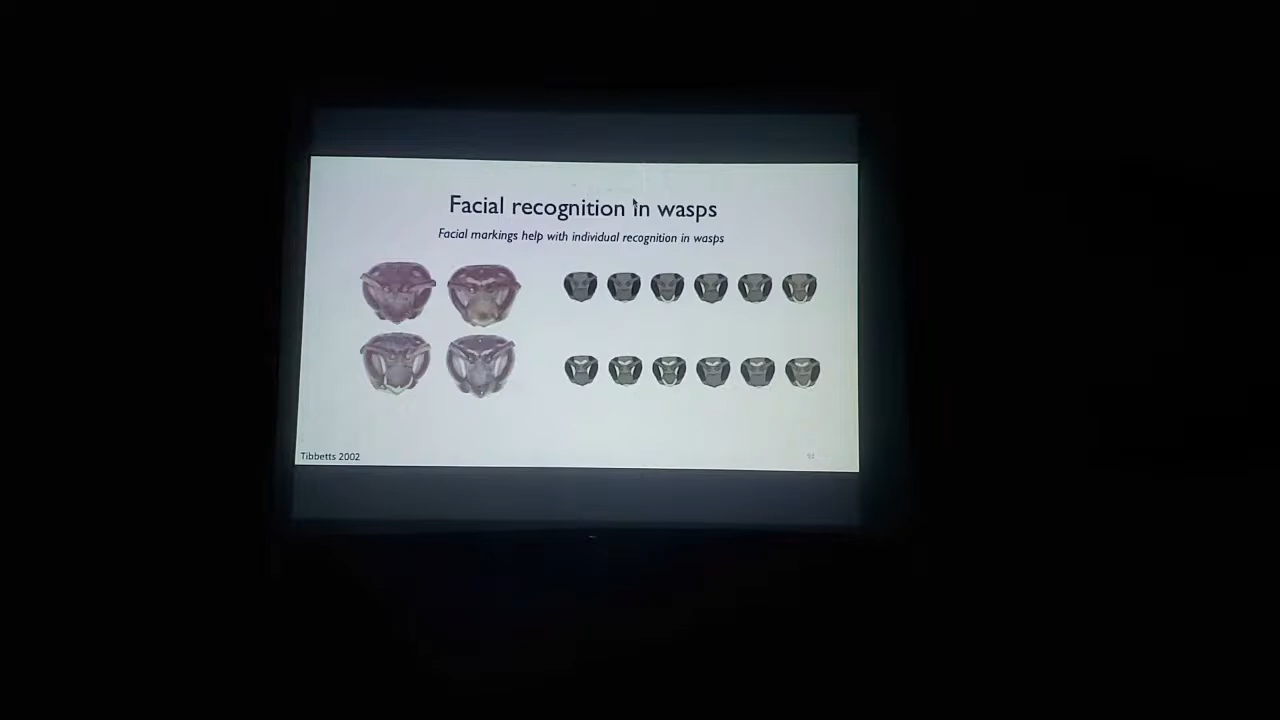 Facial recognition in wasps
Facial markings help with individual recognition in wasps
Tibbetts 2002